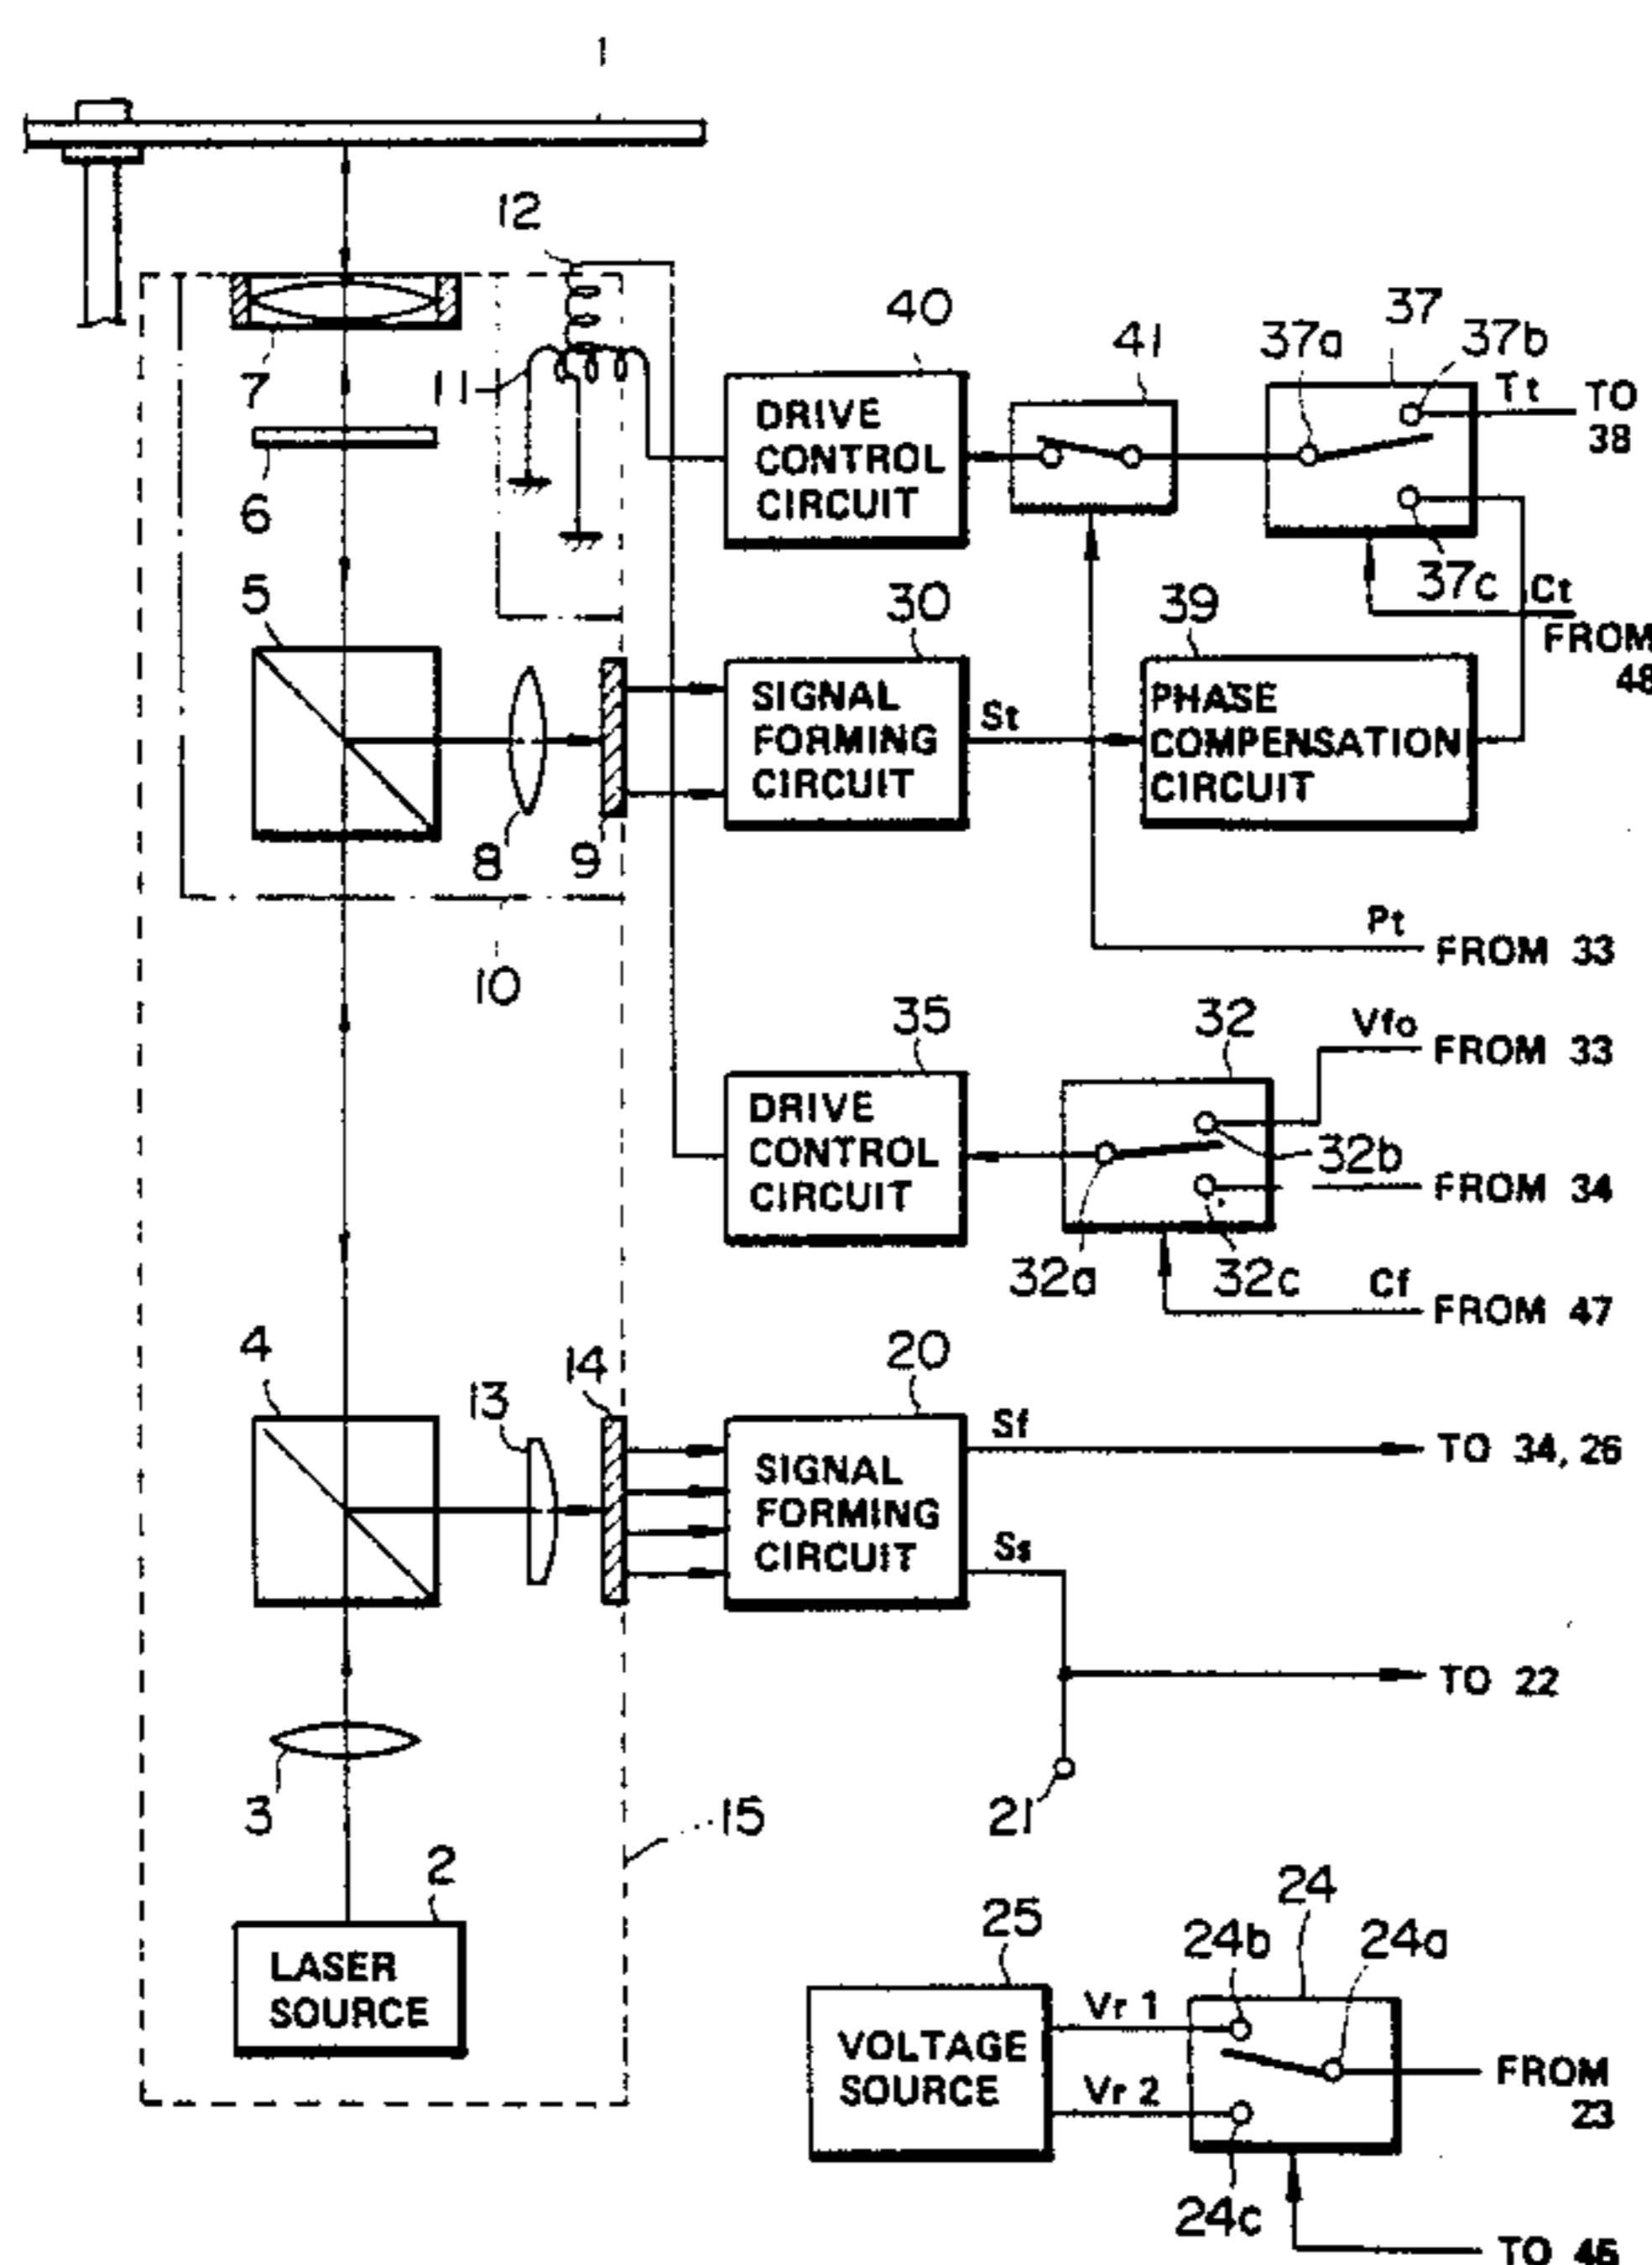 1
12
40
41
37a
37
37b
Tt
TO
38
7
11
DRIVE
CONTROL
CIRCUIT
6
37c
Ct
FROM
48
5
30
39
SIGNAL
FORMING
CIRCUIT
St
PHASE
COMPENSATION
CIRCUIT
8
9
Pt
FROM 33
10
35
32
Vfo
FROM 33
DRIVE
CONTROL
CIRCUIT
32b
FROM 34
32a
32c
Cf
FROM 47
4
13
14
20
Sf
TO 34, 26
SIGNAL
FORMING
CIRCUIT
Ss
TO 22
3
21
15
2
LASER
SOURCE
25
24b
24
24a
VOLTAGE
SOURCE
Vr 1
Vr 2
FROM
23
24c
TO 46